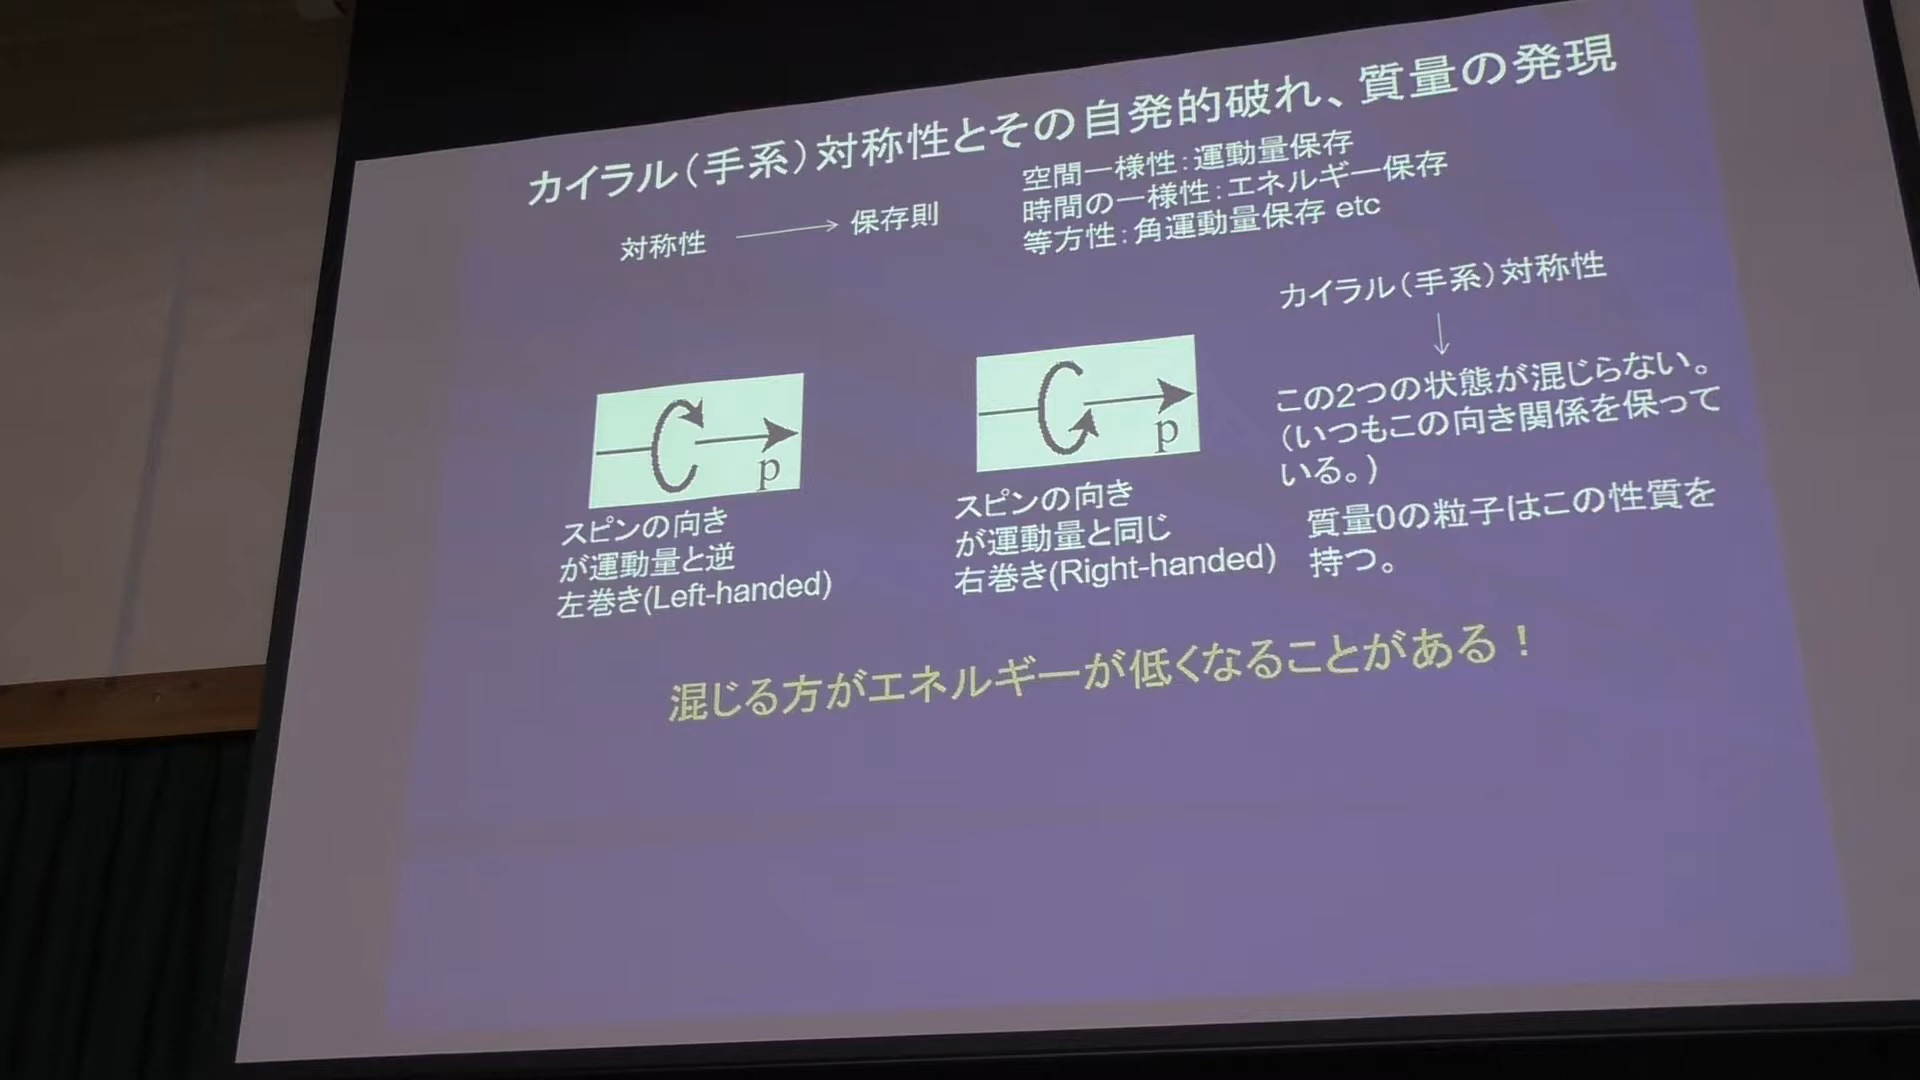 カイラル（手系）対称性とその自発的破れ、質量の発現
対称性
保存則
空間一様性：運動量保存
時間の一様性：エネルギー保存
等方性：角運動量保存 etc
カイラル（手系）対称性
この2つの状態が混じらない。
（いつもこの向き関係を保って
いる。）
質量0の粒子はこの性質を
持つ。
p
スピンの向き
が運動量と逆
左巻き(Left-handed)
p
スピンの向き
が運動量と同じ
右巻き(Right-handed)
混じる方がエネルギーが低くなることがある！